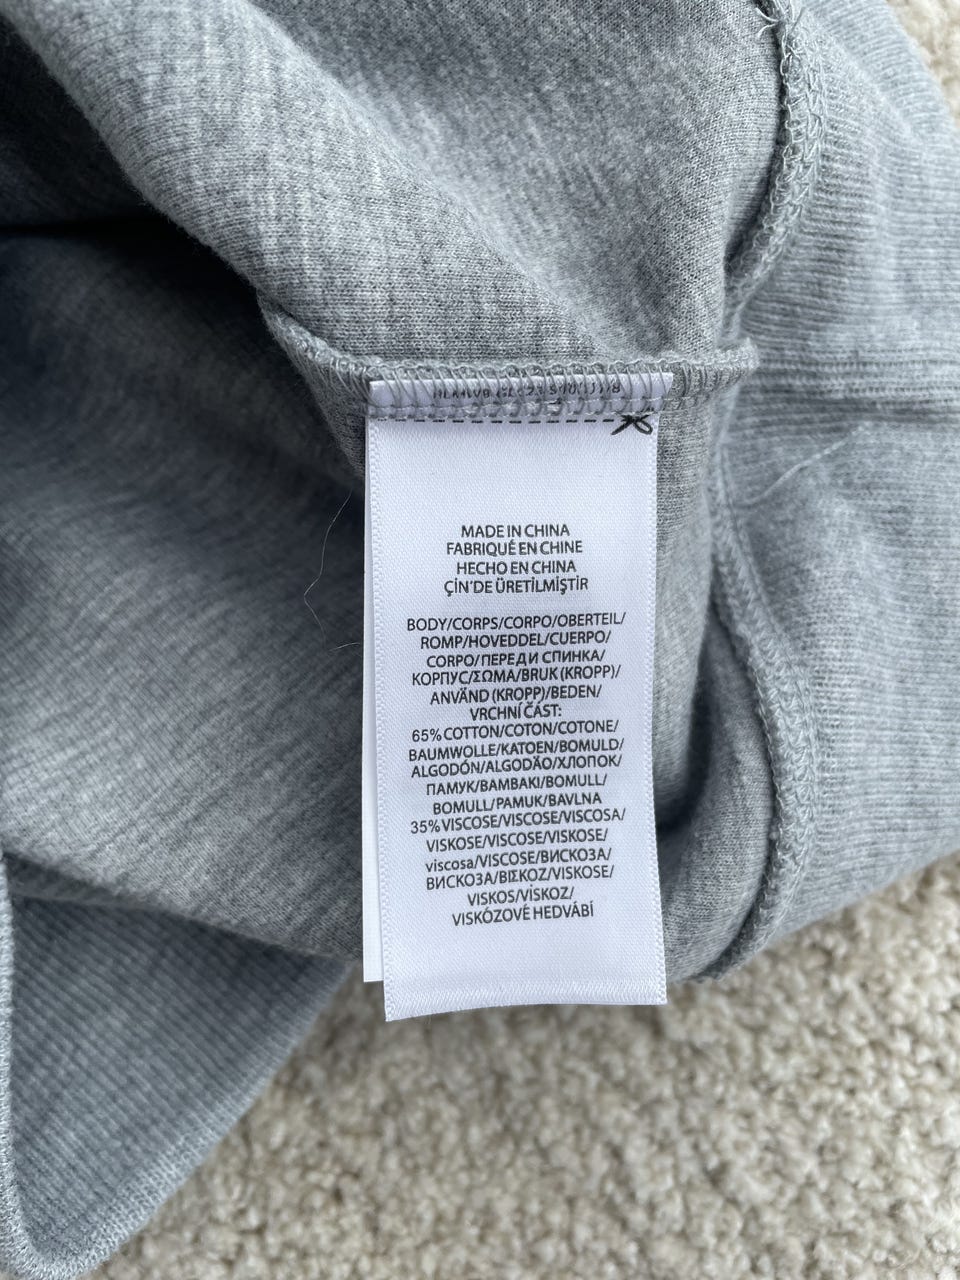 MADE IN CHINA
FABRIQUÉ EN CHINE
HECHO EN CHINA
ÇİN'DE ÜRETİLMİŞTİR
BODY/CORPS/CORPO/OBERTEIL/
ROMP/HOVEDDEL/CUERPO/
CORPO/ПЕРЕД И СПИНКА/
КОРПУС/ΣΩΜΑ/BRUK (KROPP)/
ANVÄND (KROPP)/BEDEN/
VRCHNÍ ČÁST:
65% COTTON/COTON/COTONE/
BAUMWOLLE/KATOEN/BOMULD/
ALGODÓN/ALGODÃO/ХЛОПОК/
ПАМУК/ΒΑΜΒΑΚΙ/BOMULL/
BOMULL/PAMUK/BAVLNA
35% VISCOSE/VISCOSE/VISCOSA/
VISKOSE/VISCOSE/VISKOSE/
viscosa/VISCOSE/ВИСКОЗА/
ВИСКОЗА/ΒΙΣΚΟΖ/VISKOSE/
VISKOS/VİSKOZ/
VISKÓZOVÉ HEDVÁBÍ